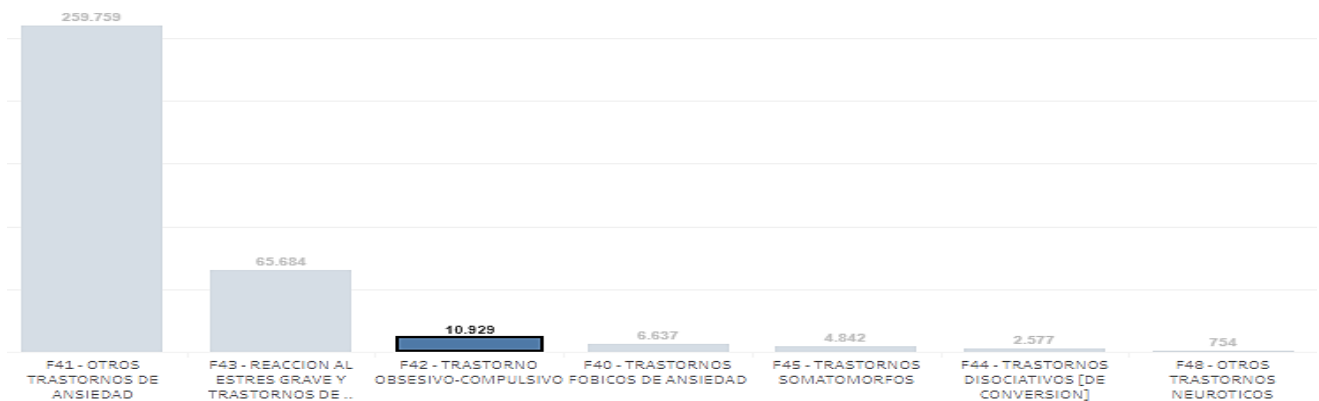 259.759
65.684
10.929
6.637
4.842
2.577
754
F41 - OTROS
TRASTORNOS DE
ANSIEDAD
F43 - REACCION AL
ESTRES GRAVE Y
TRASTORNOS DE ..
F42 - TRASTORNO
OBSESIVO-COMPULSIVO
F40 - TRASTORNOS
FOBICOS DE ANSIEDAD
F45 - TRASTORNOS
SOMATOMORFOS
F44 - TRASTORNOS
DISOCIATIVOS [DE
CONVERSION]
F48 - OTROS
TRASTORNOS
NEUROTICOS